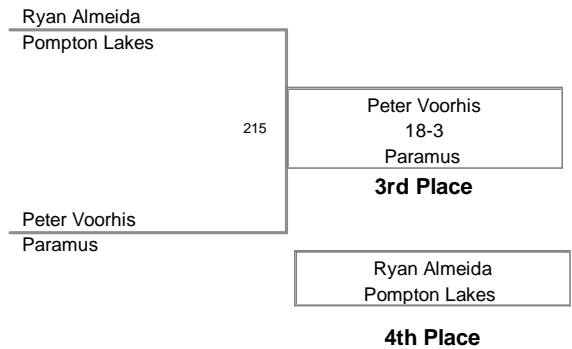 Ryan Almeida
Pompton Lakes
215
Peter Voorhis
18-3
Paramus
3rd Place
Peter Voorhis
Paramus
Ryan Almeida
Pompton Lakes
4th Place